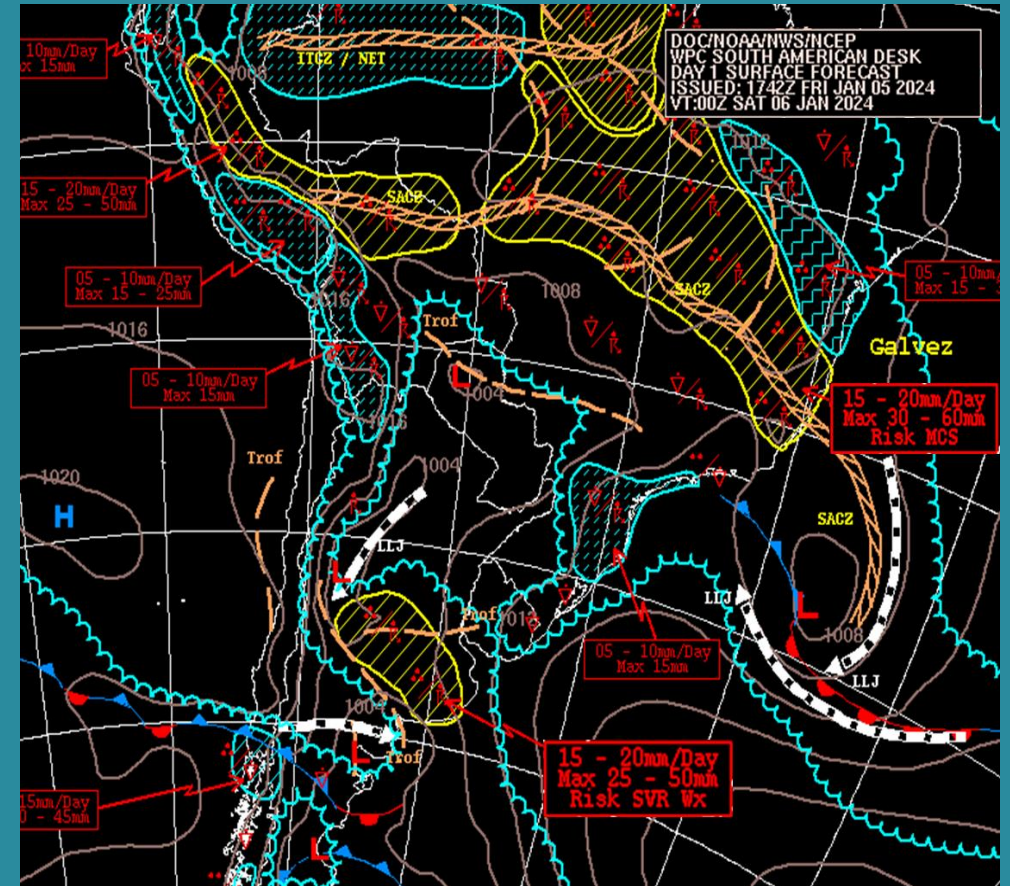 10mm/Day
x 15mm
DOC/NOAA/NWS/NCEP
WPC SOUTH AMERICAN DESK
DAY 1 SURFACE FORECAST
ISSUED: 1742Z FRI JAN 05 2024
VT:00Z SAT 06 JAN 2024
ITCZ / NET
1012
15 - 20mm/Day
Max 25 - 50mm
SACZ
05 - 10mm/Day
Max 15 - 25mm
05 - 10mm/
Max 15 -
1016
1008
SACZ
1016
Trof
Galvez
05 - 10mm/Day
Max 15mm
L
1004
15 - 20mm/Day
Max 30 - 60mm
Risk MCS
1016
Trof
1004
1020
H
SACZ
LLJ
L
LLJ
L
Trof
1008
05 - 10mm/Day
Max 15mm
LLJ
L
Trof
15 - 20mm/Day
Max 25 - 50mm
Risk SVR Wx
15mm/Day
0 - 45mm
L